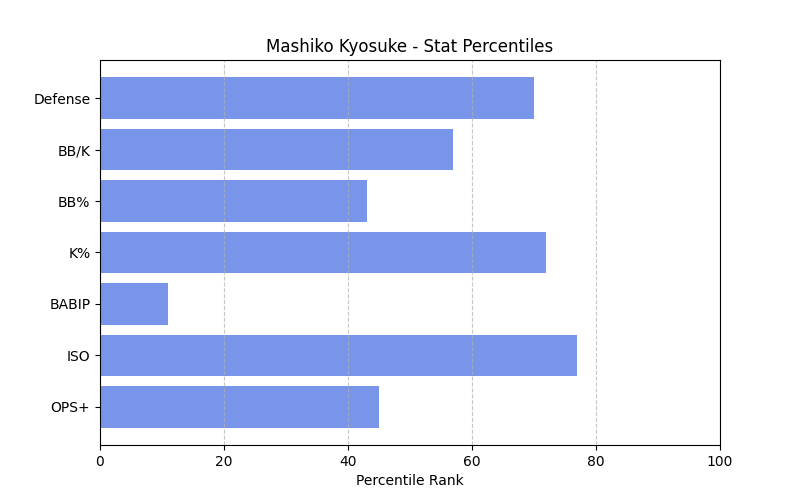 Mashiko Kyosuke - Stat Percentiles
Defense
BB/K
BB%
K%
BABIP
ISO
OPS+
0 20 40 60 80 100
Percentile Rank